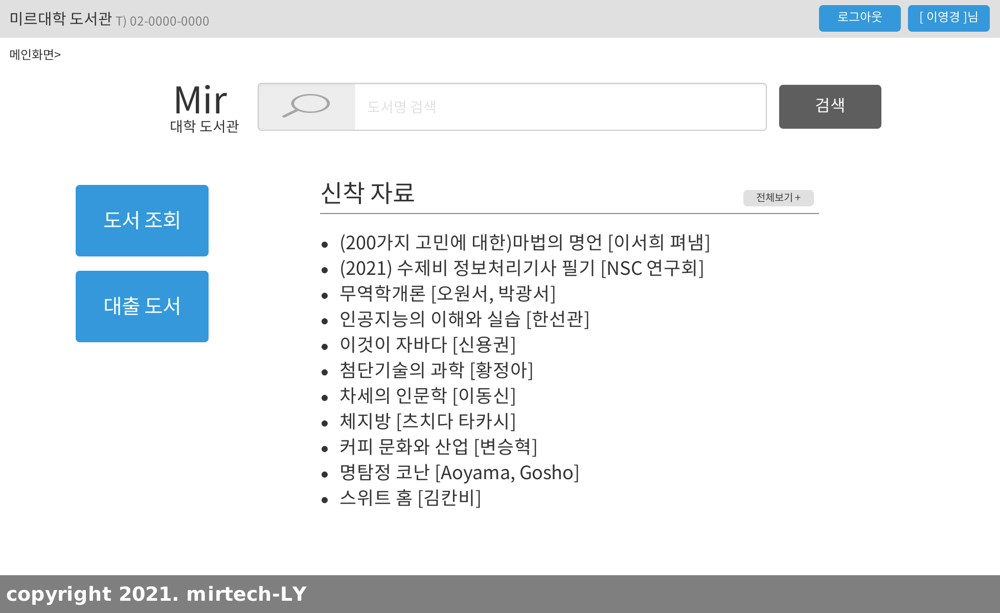 미르대학 도서관 T) 02-0000-0000
로그아웃
[ 이영경 ]님
메인화면>
Mir
대학 도서관
도서명 검색
검색
도서 조회
대출 도서
신착 자료
전체보기 +
(200가지 고민에 대한)마법의 명언 [이서희 펴냄]
(2021) 수제비 정보처리기사 필기 [NSC 연구회]
무역학개론 [오원서, 박광서]
인공지능의 이해와 실습 [한선관]
이것이 자바다 [신용권]
첨단기술의 과학 [황정아]
차세의 인문학 [이동신]
체지방 [츠치다 타카시]
커피 문화와 산업 [변승혁]
명탐정 코난 [Aoyama, Gosho]
스위트 홈 [김칸비]
copyright 2021. mirtech-LY